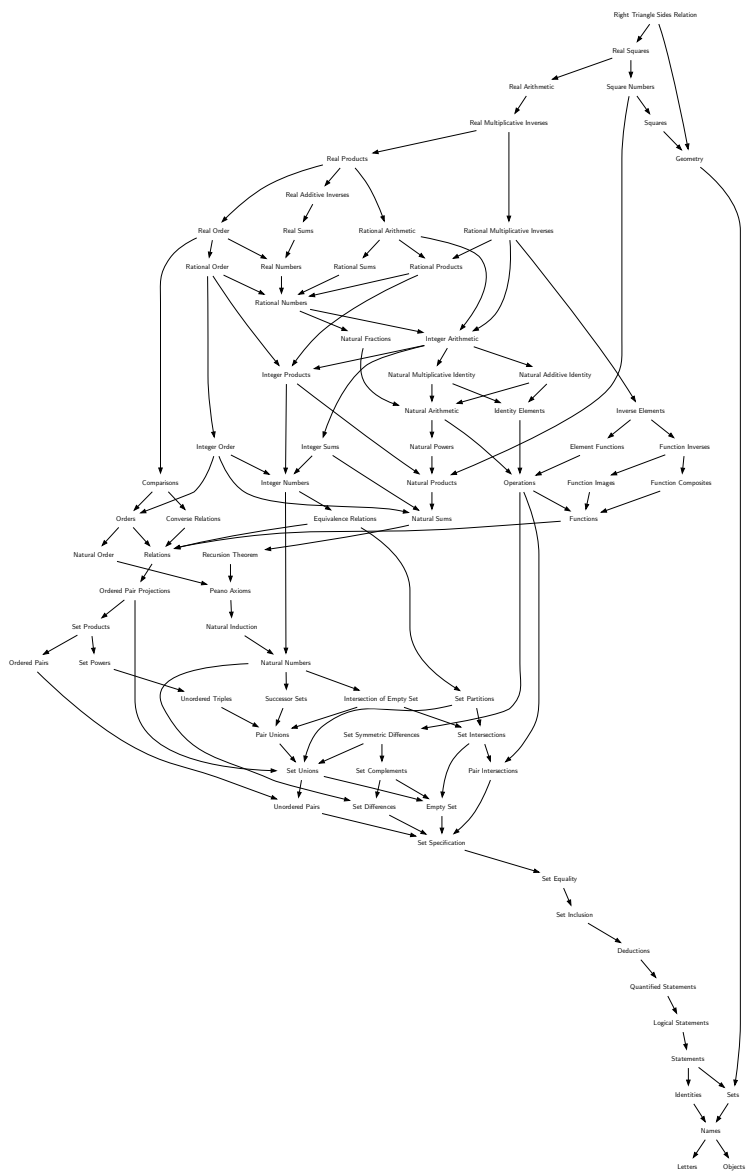 Right Triangle Sides Relation
Real Squares
Real Arithmetic
Square Numbers
Real Multiplicative Inverses
Squares
Real Products
Geometry
Real Additive Inverses
Real Order
Real Sums
Rational Arithmetic
Rational Multiplicative Inverses
Rational Order
Real Numbers
Rational Sums
Rational Products
Rational Numbers
Natural Fractions
Integer Arithmetic
Integer Products
Natural Multiplicative Identity
Natural Additive Identity
Natural Arithmetic
Identity Elements
Inverse Elements
Integer Order
Integer Sums
Natural Powers
Element Functions
Function Inverses
Comparisons
Integer Numbers
Natural Products
Operations
Function Images
Function Composites
Orders
Converse Relations
Equivalence Relations
Natural Sums
Functions
Natural Order
Relations
Recursion Theorem
Ordered Pair Projections
Peano Axioms
Set Products
Natural Induction
Ordered Pairs
Set Powers
Natural Numbers
Unordered Triples
Successor Sets
Intersection of Empty Set
Set Partitions
Pair Unions
Set Symmetric Differences
Set Intersections
Set Unions
Set Complements
Pair Intersections
Unordered Pairs
Set Differences
Empty Set
Set Specification
Set Equality
Set Inclusion
Deductions
Quantified Statements
Logical Statements
Statements
Identities
Sets
Names
Letters
Objects